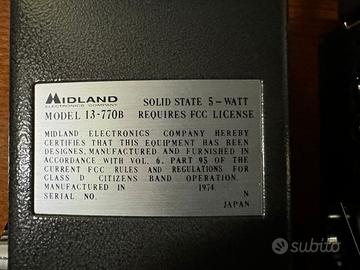 MIDLAND
ELECTRONICS COMPANY
SOLID STATE 5-WATT
MODEL 13-770B REQUIRES FCC LICENSE
MIDLAND ELECTRONICS COMPANY HEREBY
CERTIFIES THAT THIS EQUIPMENT HAS BEEN
DESIGNED, MANUFACTURED AND FURNISHED IN
ACCORDANCE WITH VOL. 6. PART 95 OF THE
CURRENT FCC RULES AND REGULATIONS FOR
CLASS D CITIZENS BAND OPERATION.
MANUFACTURED IN 1974
SERIAL NO. N
JAPAN
subito